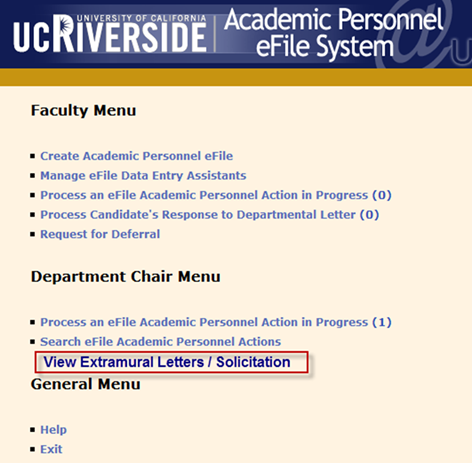 UNIVERSITY OF CALIFORNIA
UCRIVERSIDE
Academic Personnel
eFile System
@U
Faculty Menu
Create Academic Personnel eFile
Manage eFile Data Entry Assistants
Process an eFile Academic Personnel Action in Progress (0)
Process Candidate's Response to Departmental Letter (0)
Request for Deferral
Department Chair Menu
Process an eFile Academic Personnel Action in Progress (1)
Search eFile Academic Personnel Actions
View Extramural Letters / Solicitation
General Menu
Help
Exit